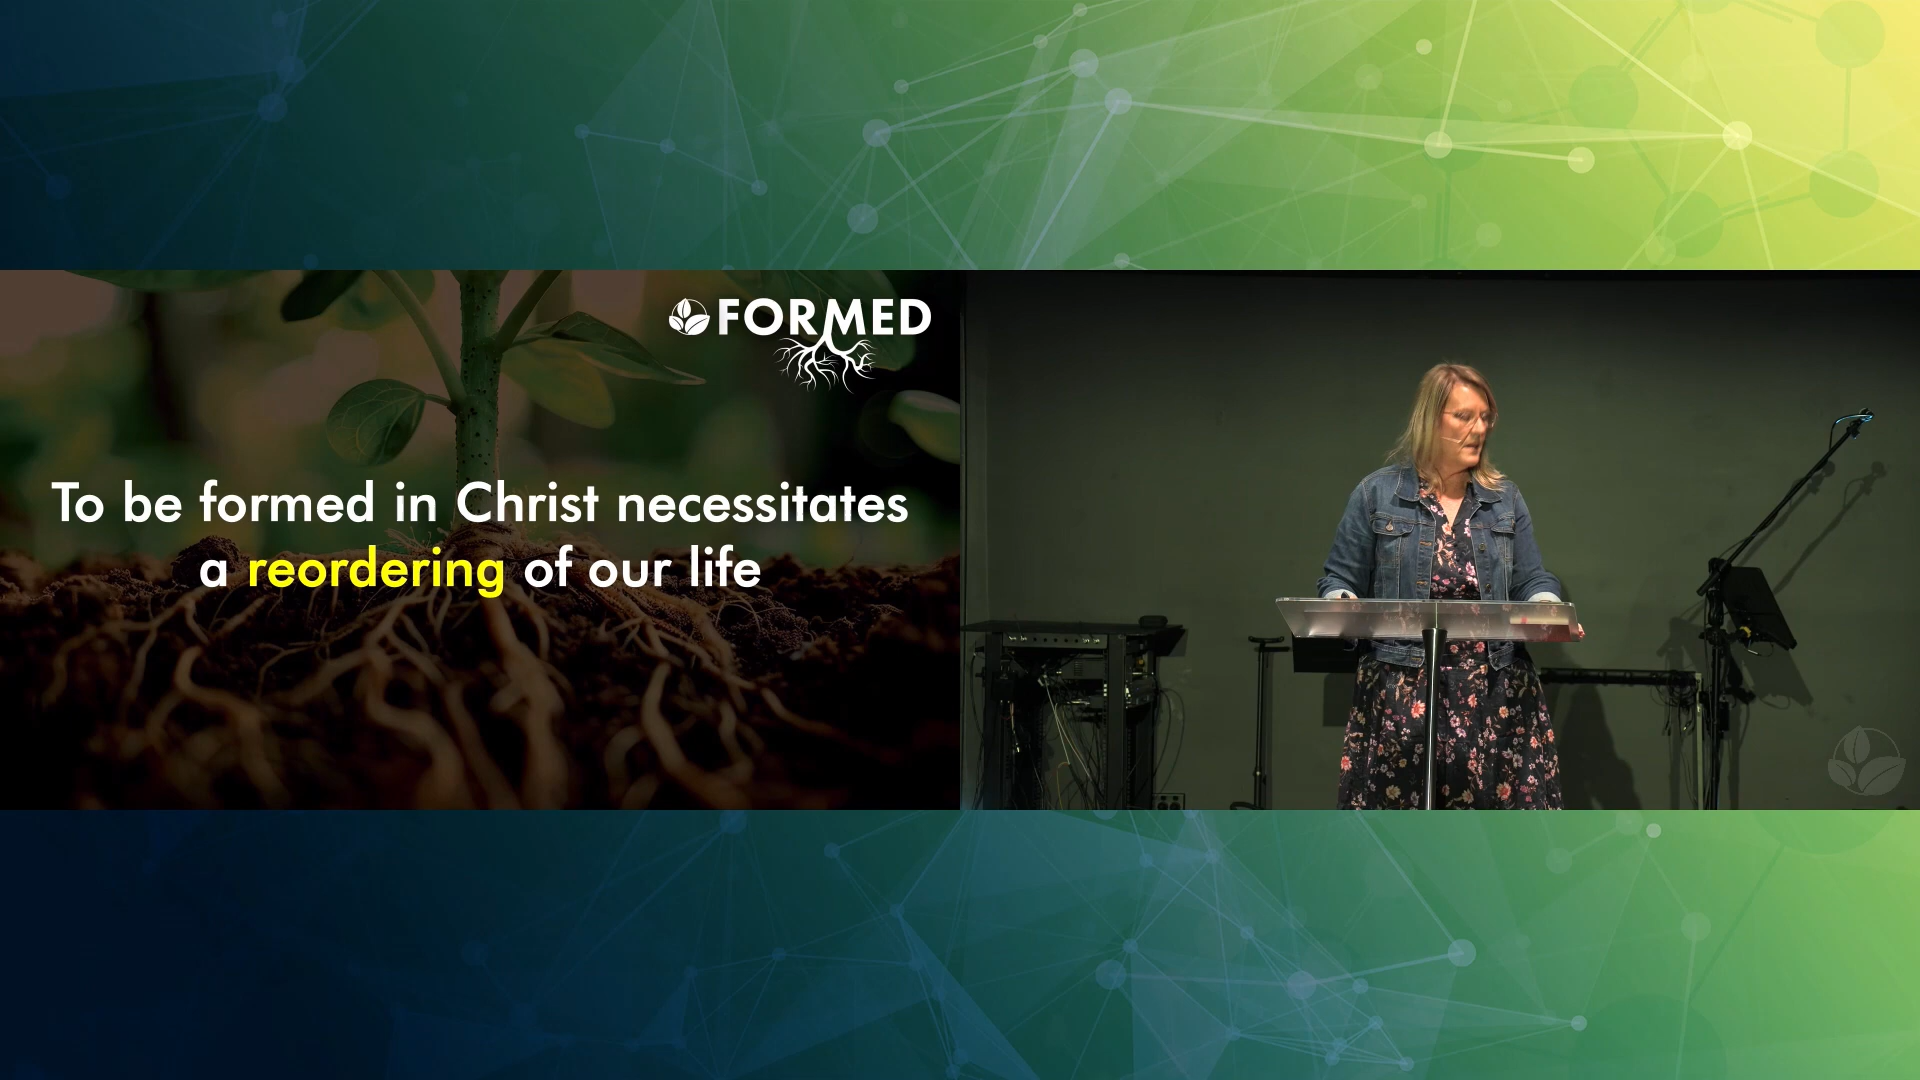 FORMED
To be formed in Christ necessitates
a reordering of our life